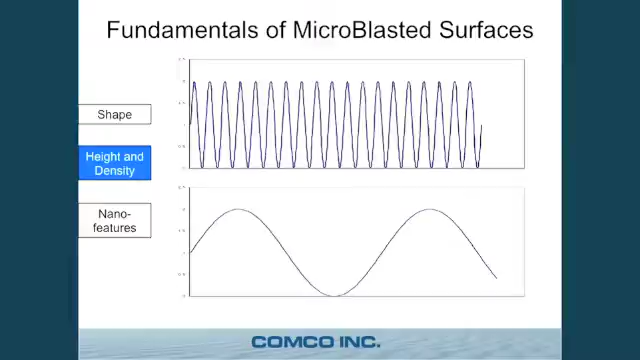 Fundamentals of MicroBlasted Surfaces
Shape
Height and
Density
Nano-
features
COMCO INC.